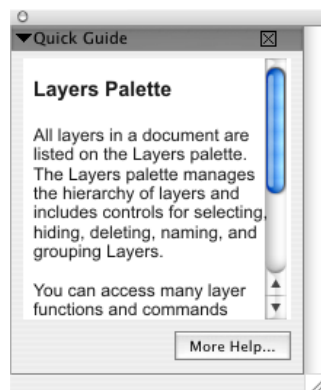 Quick Guide
Layers Palette
All layers in a document are
listed on the Layers palette.
The Layers palette manages
the hierarchy of layers and
includes controls for selecting,
hiding, deleting, naming, and
grouping Layers.
You can access many layer
functions and commands
More Help...